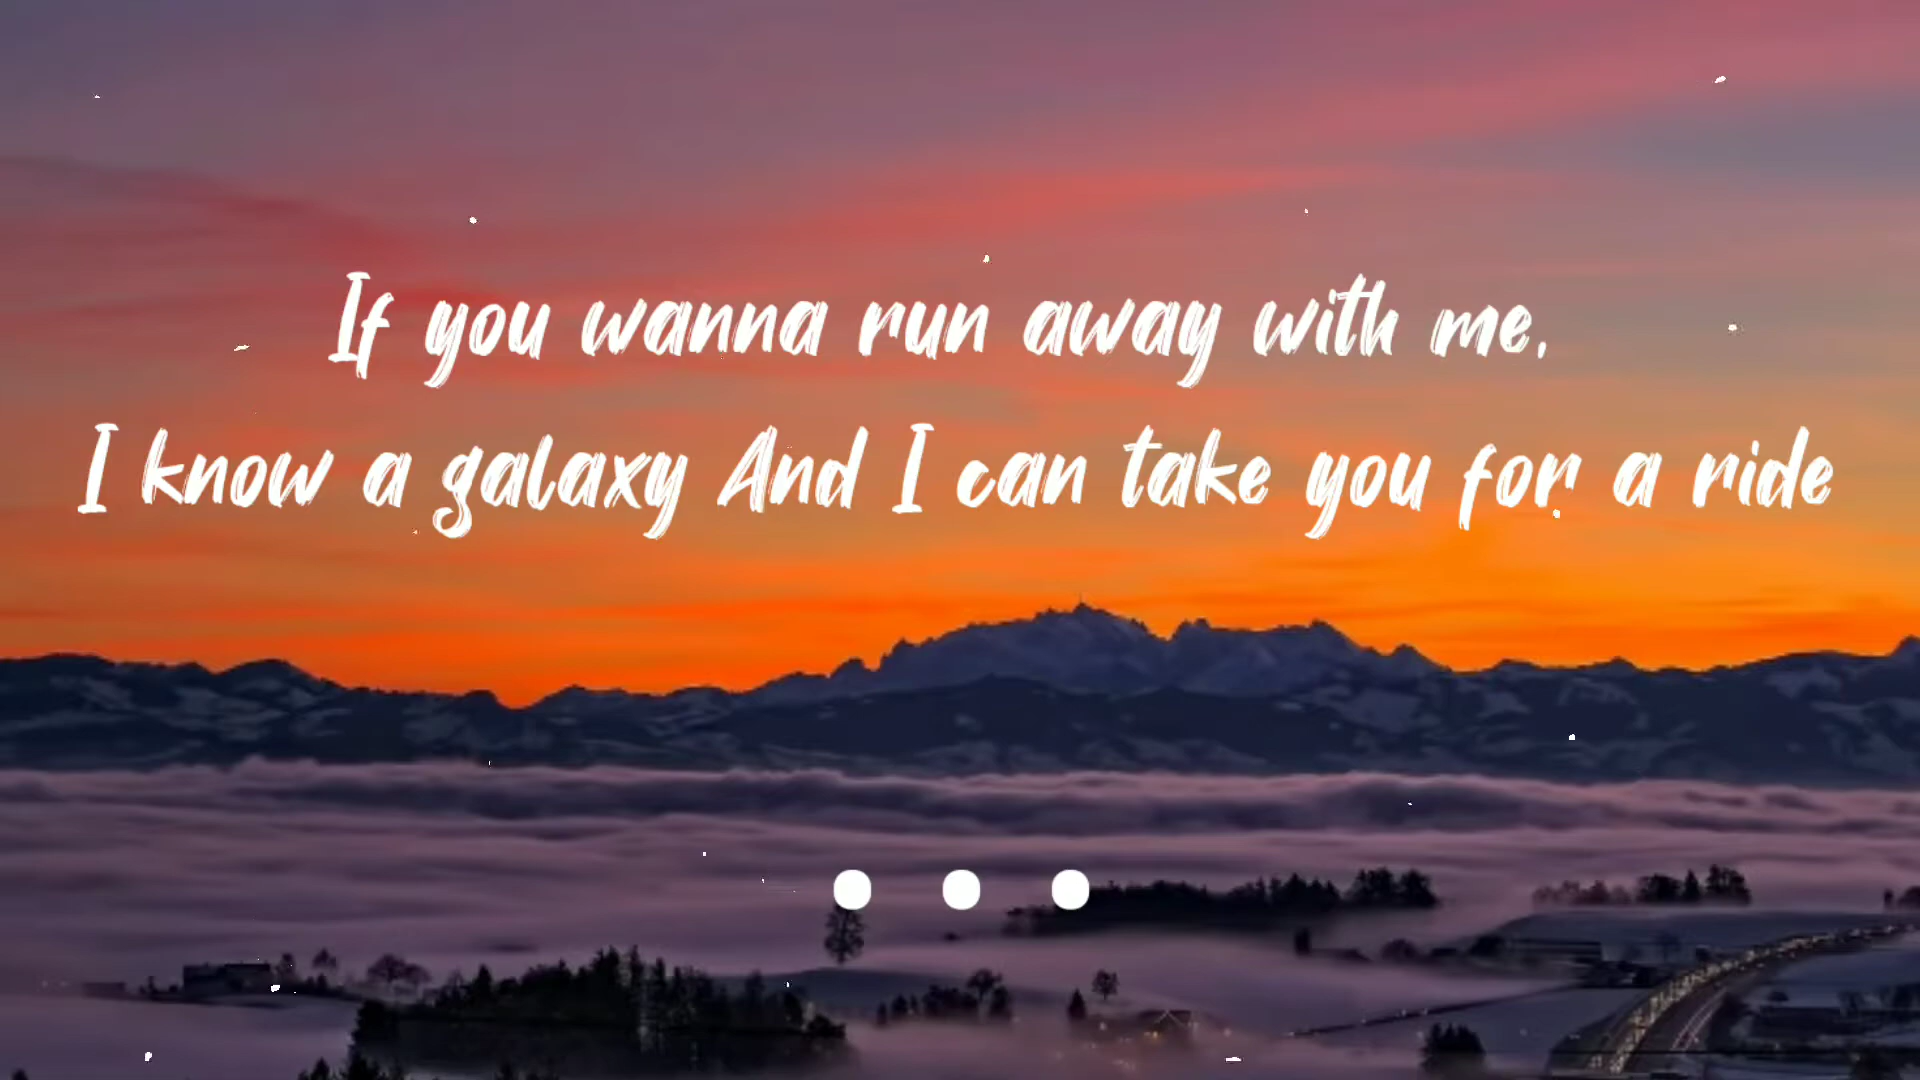 If you wanna run away with me,
I know a galaxy And I can take you for a ride